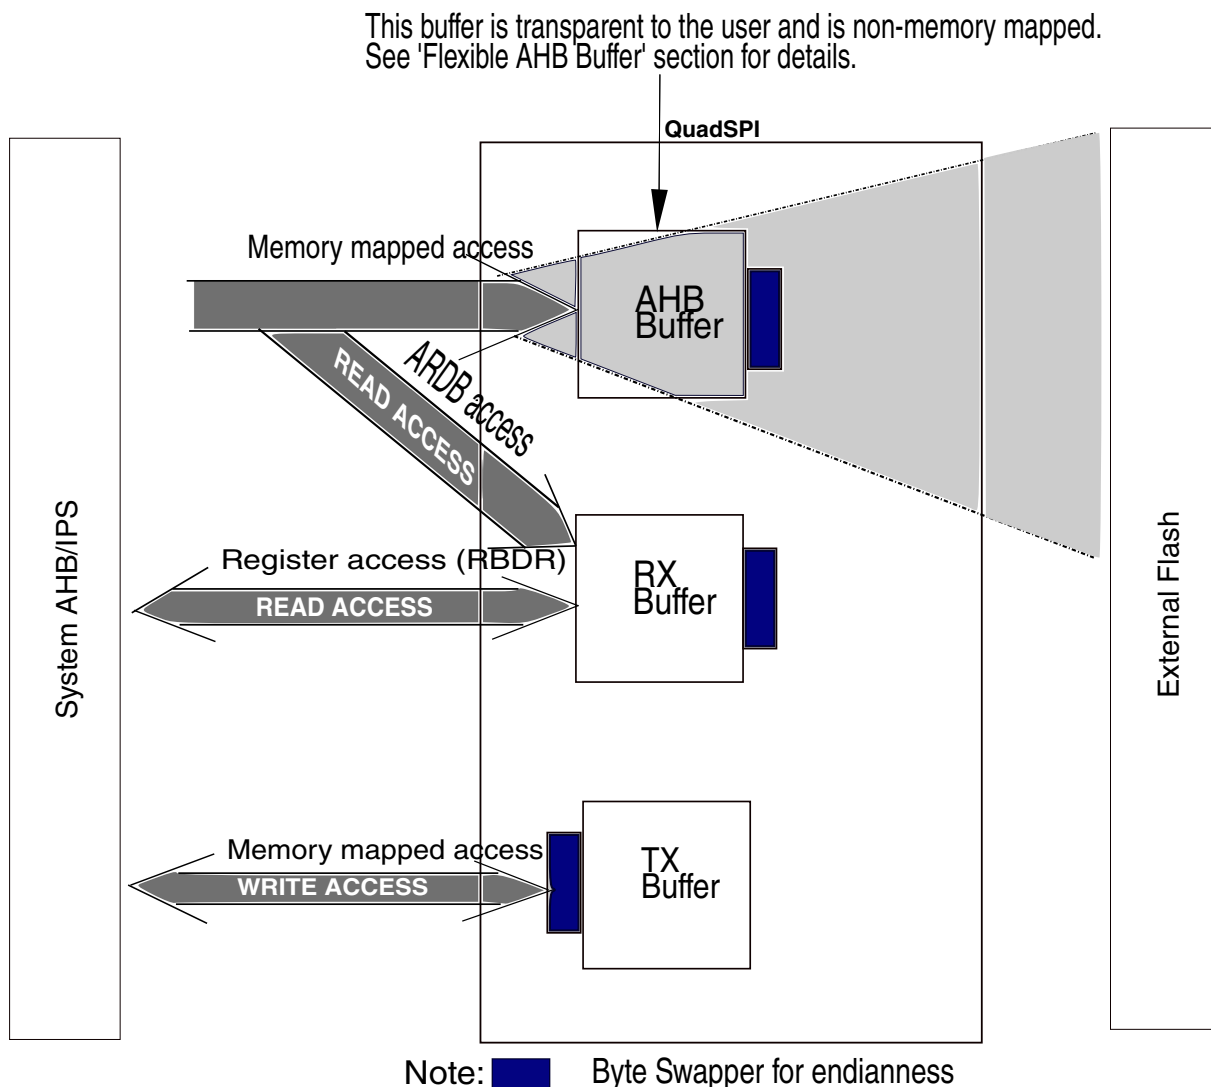 This buffer is transparent to the user and is non-memory mapped.
See 'Flexible AHB Buffer' section for details.
QuadSPI
Memory mapped access
AHB
Buffer
ARDB access
READ ACCESS
System AHB/IPS
External Flash
Register access (RBDR)
READ ACCESS
RX
Buffer
Memory mapped access
WRITE ACCESS
TX
Buffer
Note:
Byte Swapper for endianness